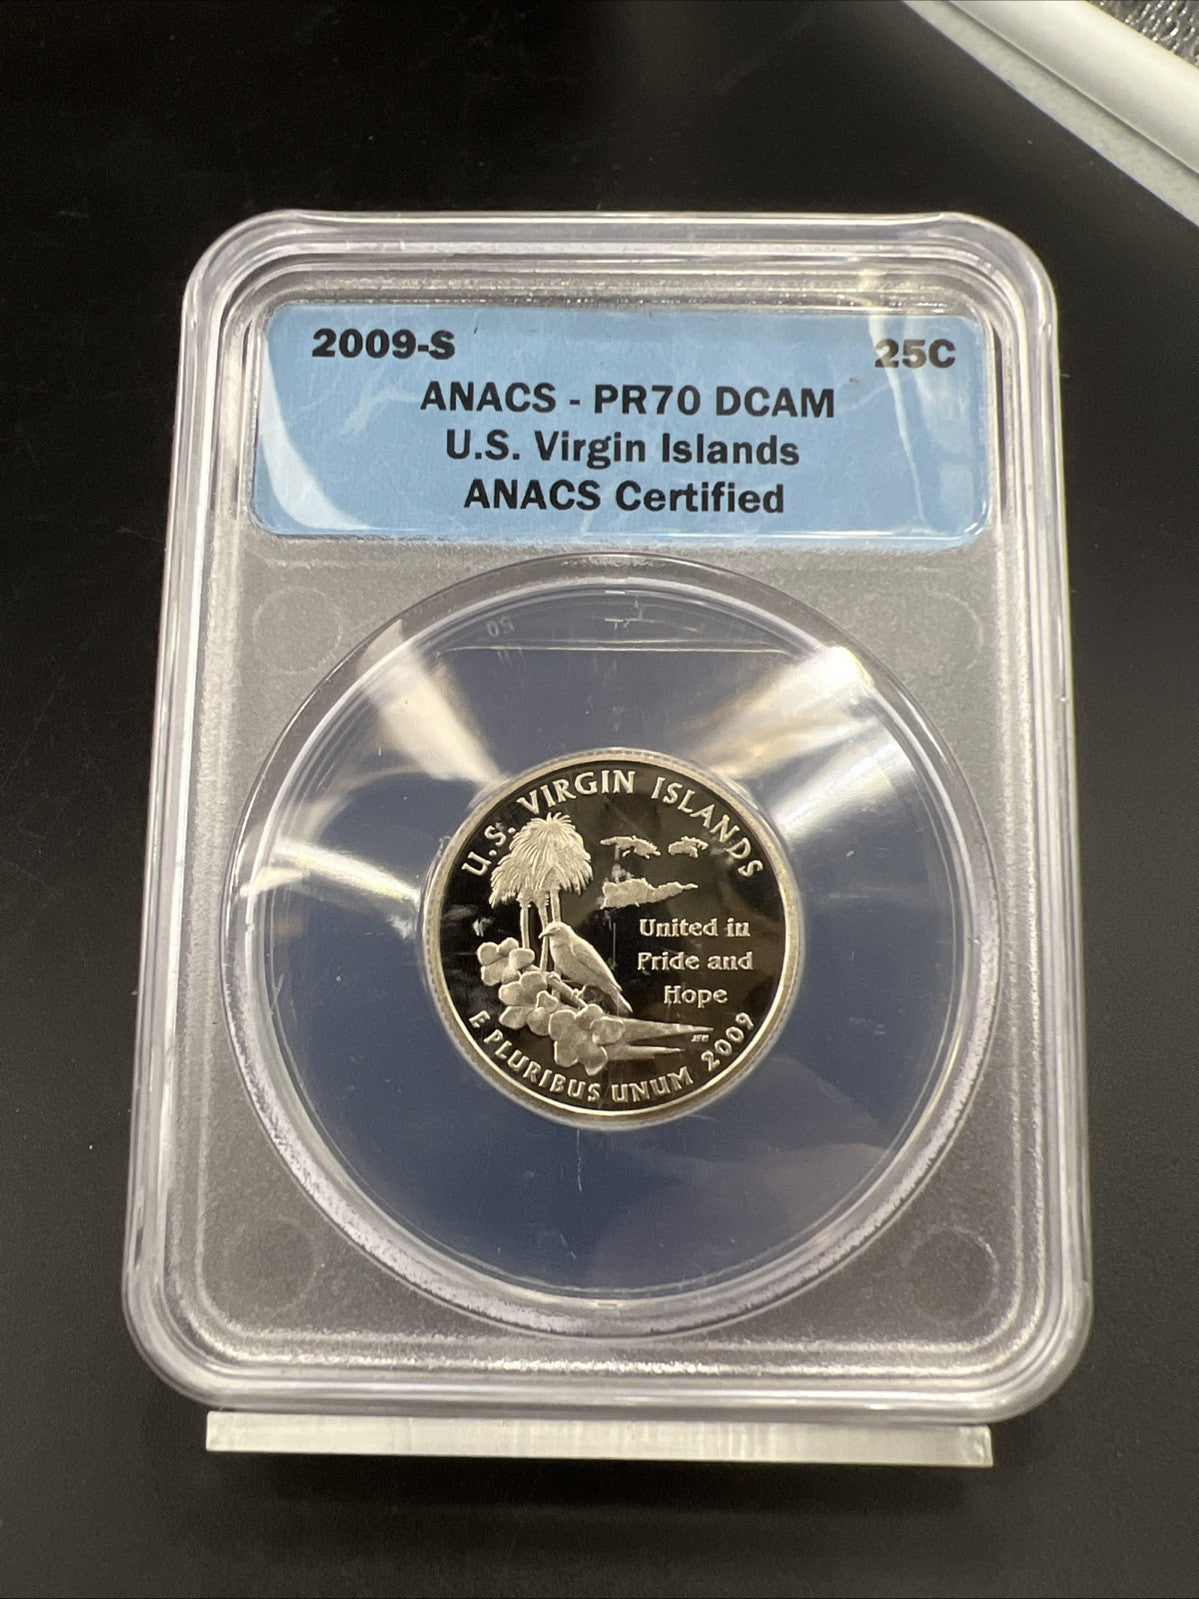 2009-S 25C
ANACS - PR70 DCAM
U.S. Virgin Islands
ANACS Certified
U.S. VIRGIN ISLANDS
United in
Pride and
Hope
E PLURIBUS UNUM 2009